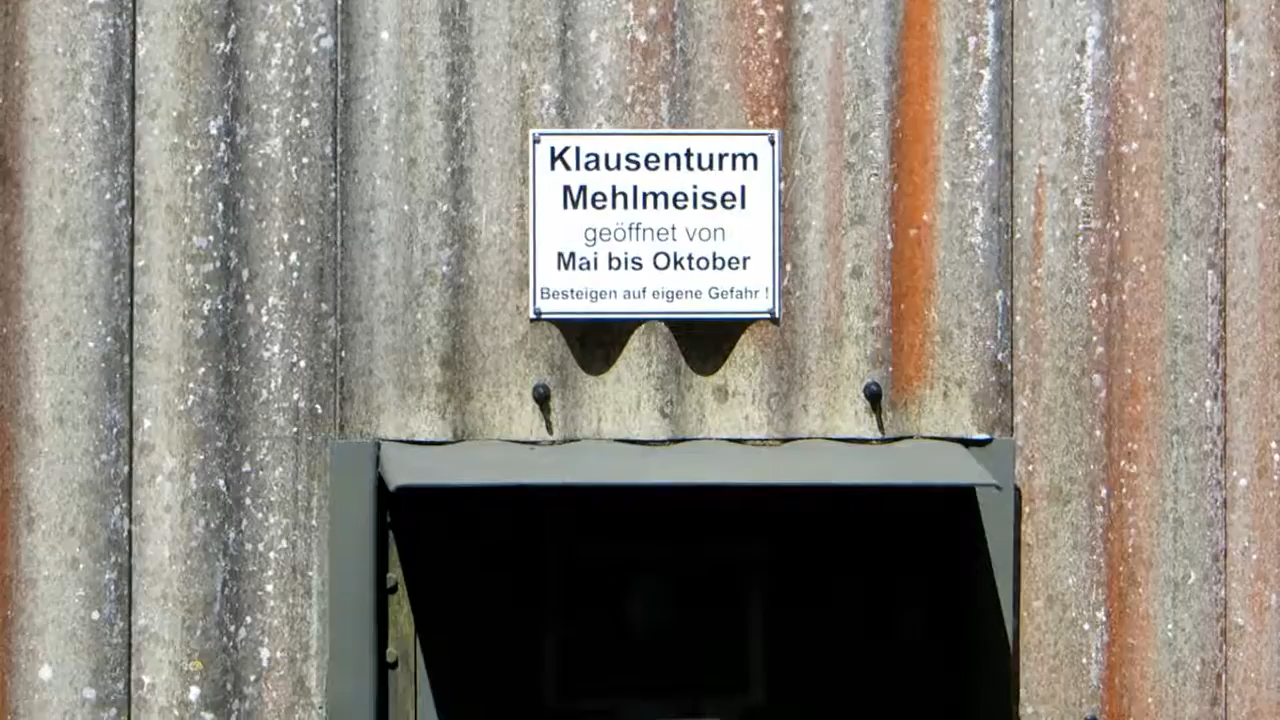 Klausenturm
Mehlmeisel
geöffnet von
Mai bis Oktober
Besteigen auf eigene Gefahr !